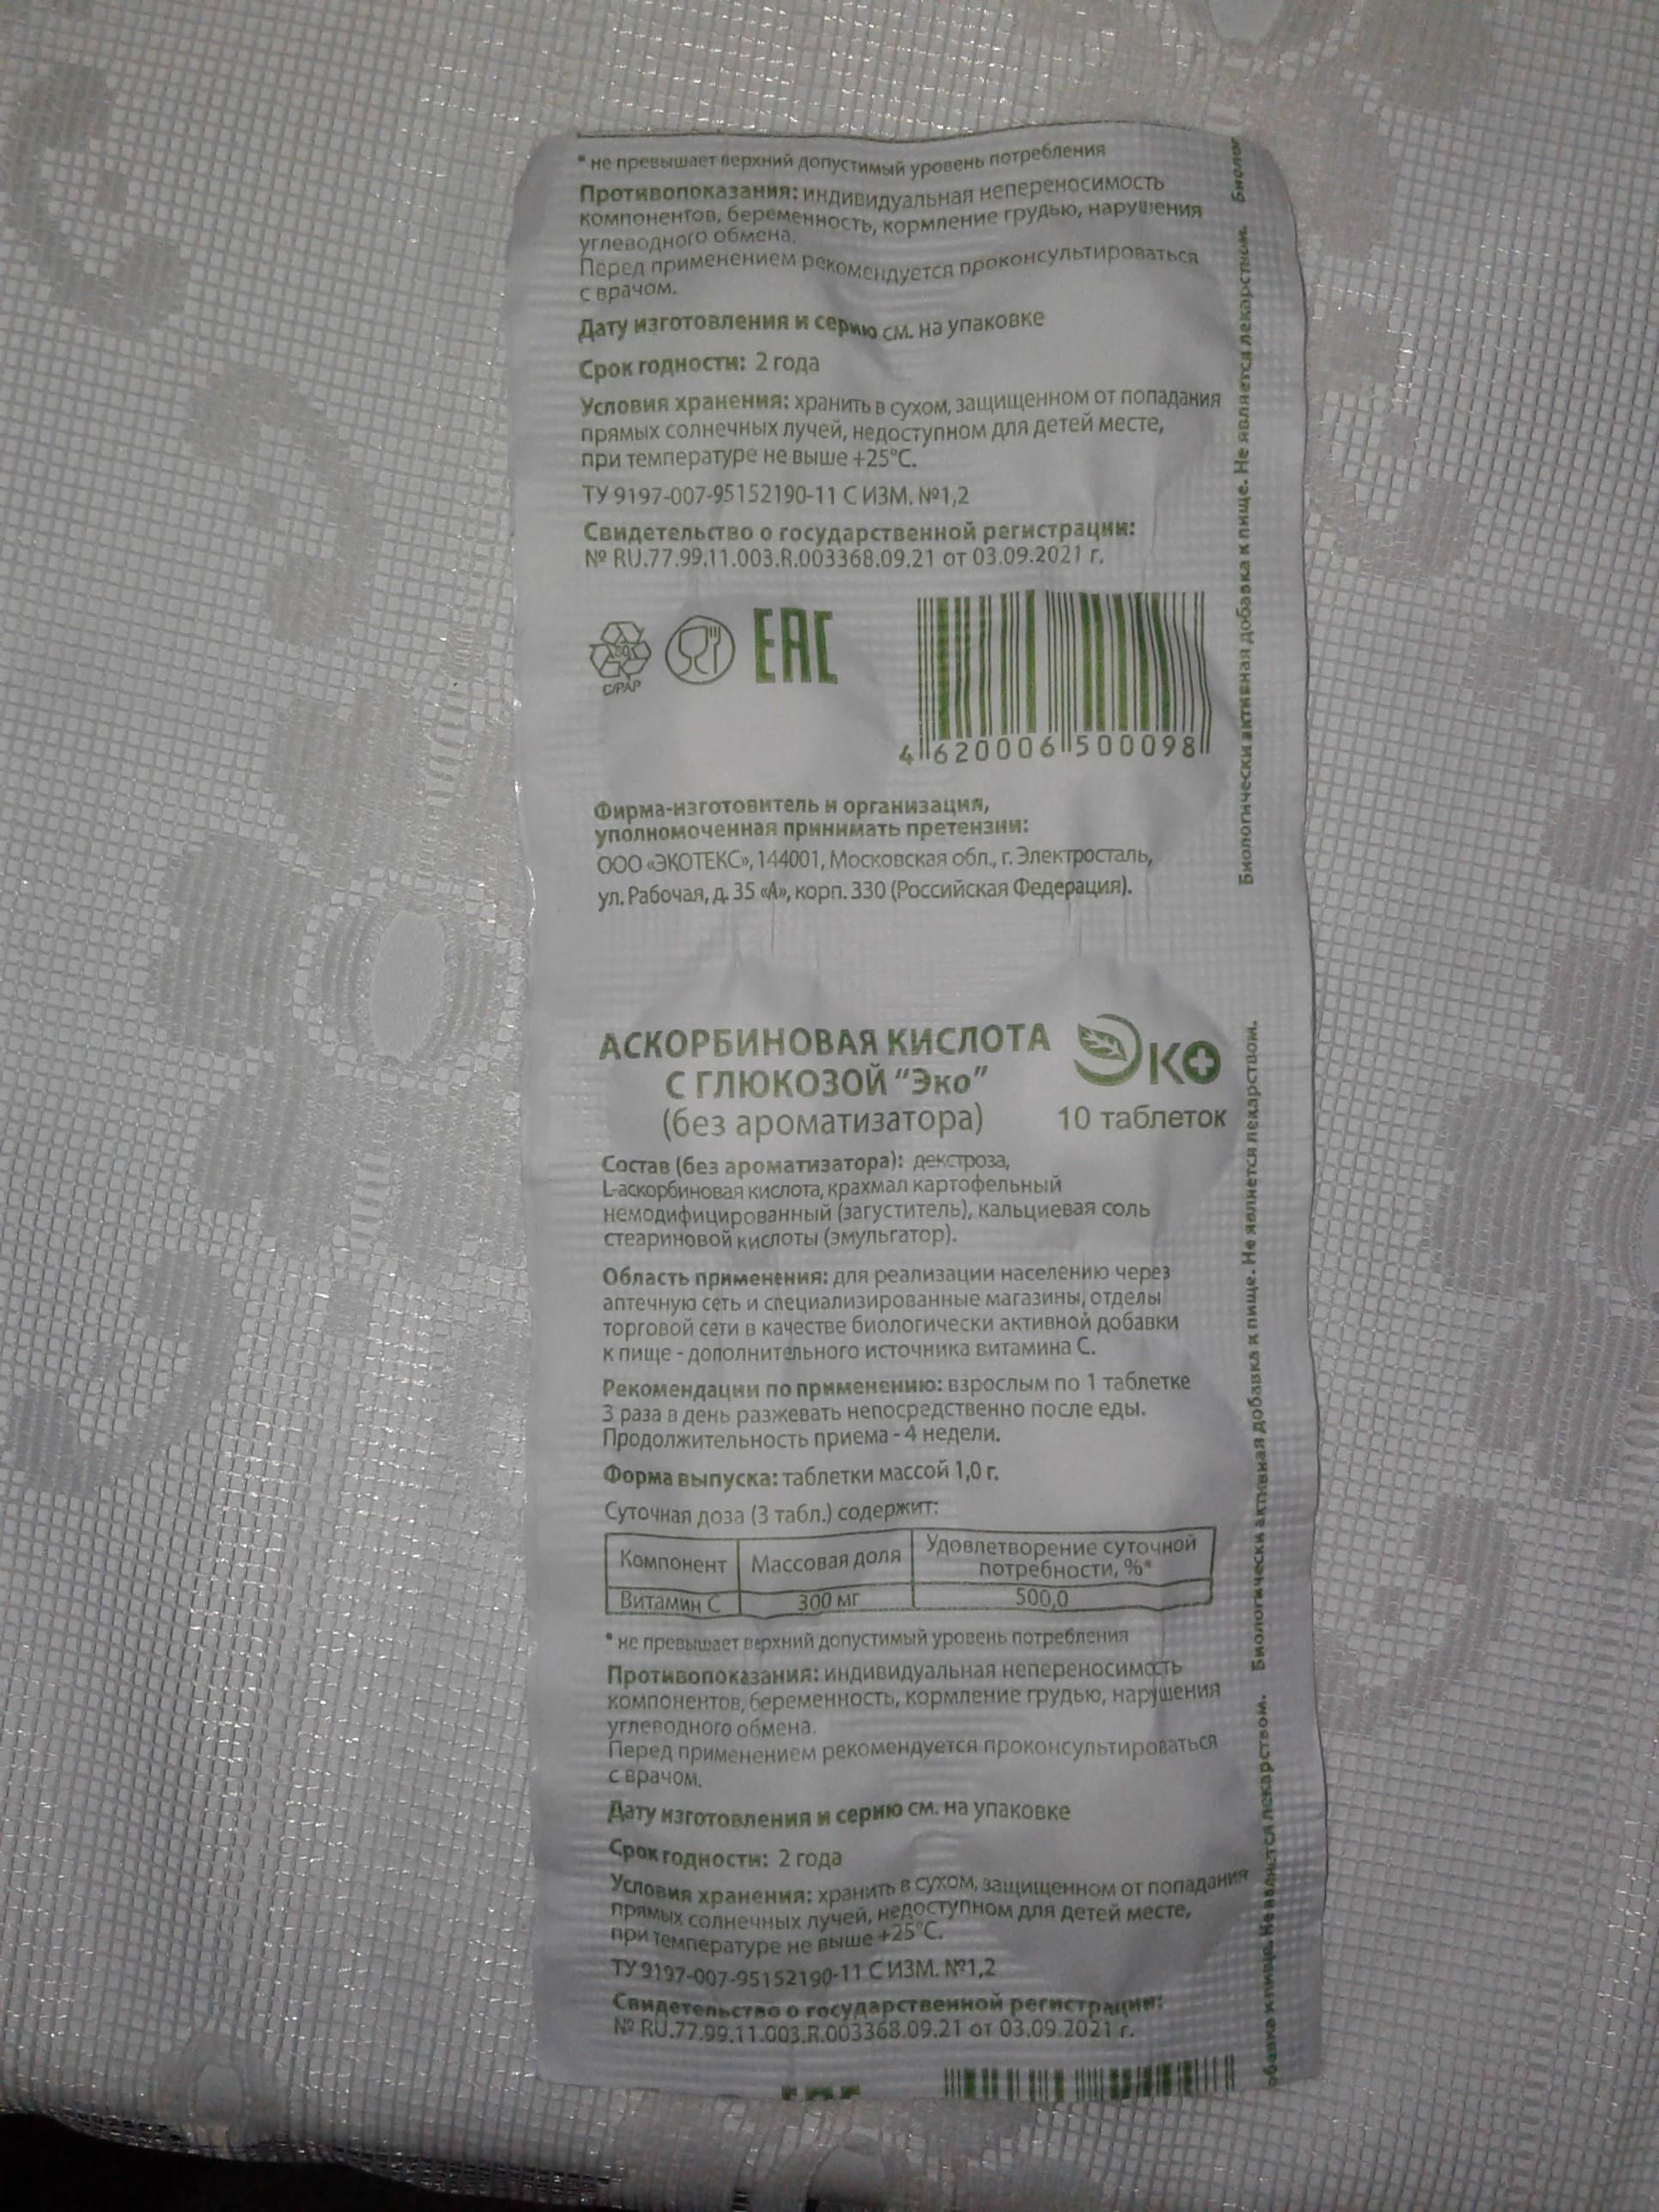 * не превышает верхний допустимый уровень потребления
Противопоказания: индивидуальная непереносимость
компонентов, беременность, кормление грудью, нарушения
углеводного обмена.
Перед применением рекомендуется проконсультироваться
с врачом.
Дату изготовления и серию см. на упаковке
Срок годности: 2 года
Условия хранения: хранить в сухом, защищенном от попадания
прямых солнечных лучей, недоступном для детей месте,
при температуре не выше +25°С.
ТУ 9197-007-95152190-11 С ИЗМ. №1,2
Свидетельство о государственной регистрации:
№ RU.77.99.11.003.R.003368.09.21 от 03.09.2021 г.
C/PAP
EAC
4 620006 500098
Фирма-изготовитель и организация,
уполномоченная принимать претензии:
ООО «ЭКОТЕКС», 144001, Московская обл., г. Электросталь,
ул. Рабочая, д. 35 «А», корп. 330 (Российская Федерация).
Биолог
Биологически активная добавка к пище. Не является лекарством.
АСКОРБИНОВАЯ КИСЛОТА
С ГЛЮКОЗОЙ "Эко"
(без ароматизатора)
Эко
10 таблеток
Состав (без ароматизатора): декстроза,
L-аскорбиновая кислота, крахмал картофельный
немодифицированный (загуститель), кальциевая соль
стеариновой кислоты (эмульгатор).
Область применения: для реализации населению через
аптечную сеть и специализированные магазины, отделы
торговой сети в качестве биологически активной добавки
к пище - дополнительного источника витамина С.
Рекомендации по применению: взрослым по 1 таблетке
3 раза в день разжевать непосредственно после еды.
Продолжительность приема - 4 недели.
Форма выпуска: таблетки массой 1,0 г.
Суточная доза (3 табл.) содержит:
Компонент Массовая доля Удовлетворение суточной
потребности, %*
Витамин С 300 мг 500,0
* не превышает верхний допустимый уровень потребления
Противопоказания: индивидуальная непереносимость
компонентов, беременность, кормление грудью, нарушения
углеводного обмена.
Перед применением рекомендуется проконсультироваться
с врачом.
Дату изготовления и серию см. на упаковке
Срок годности: 2 года
Условия хранения: хранить в сухом, защищенном от попадания
прямых солнечных лучей, недоступном для детей месте,
при температуре не выше +25°С.
ТУ 9197-007-95152190-11 С ИЗМ. №1,2
Свидетельство о государственной регистрации:
№ RU.77.99.11.003.R.003368.09.21 от 03.09.2021 г.
Биологически активная добавка к пище. Не является лекарством.
обавка к пище. Не является лекарством.